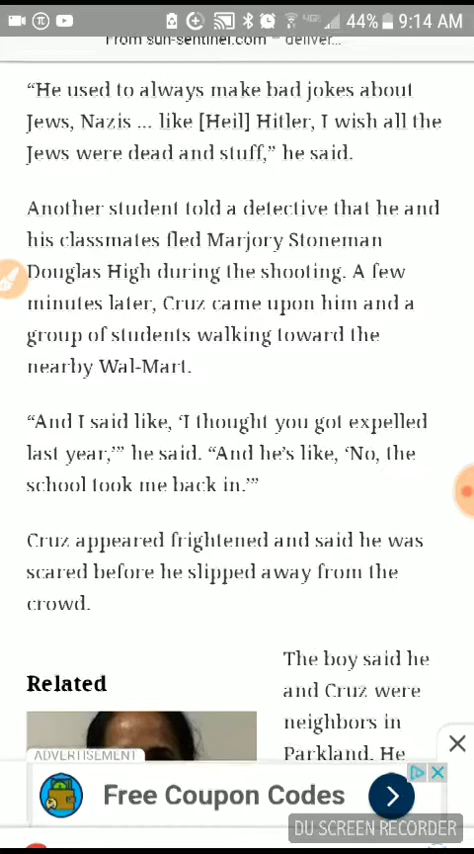 44% 9:14 AM
From sun-sentinel.com – deliver...
“He used to always make bad jokes about
Jews, Nazis ... like [Heil] Hitler, I wish all the
Jews were dead and stuff,” he said.
Another student told a detective that he and
his classmates fled Marjory Stoneman
Douglas High during the shooting. A few
minutes later, Cruz came upon him and a
group of students walking toward the
nearby Wal-Mart.
“And I said like, ‘I thought you got expelled
last year,’” he said. “And he’s like, ‘No, the
school took me back in.’”
Cruz appeared frightened and said he was
scared before he slipped away from the
crowd.
The boy said he
and Cruz were
neighbors in
Parkland. He
Related
ADVERTISEMENT
Free Coupon Codes
DU SCREEN RECORDER